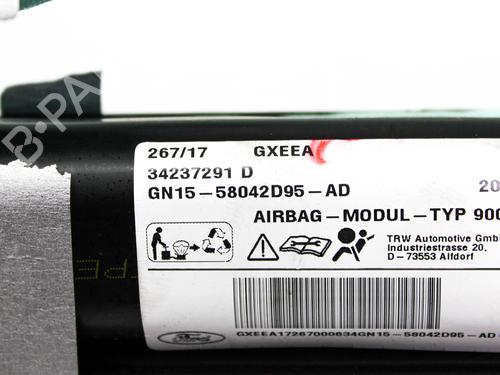 267/17 GXEEA
34237291 D
GN15-58042D95-AD
20
AIRBAG-MODUL-TYP 900
TRW Automotive GmbH
Industriestrasse 20,
D-73553 Alfdorf
GXEEA17267000634GN15-58042D95-AD
Ford
B-PA